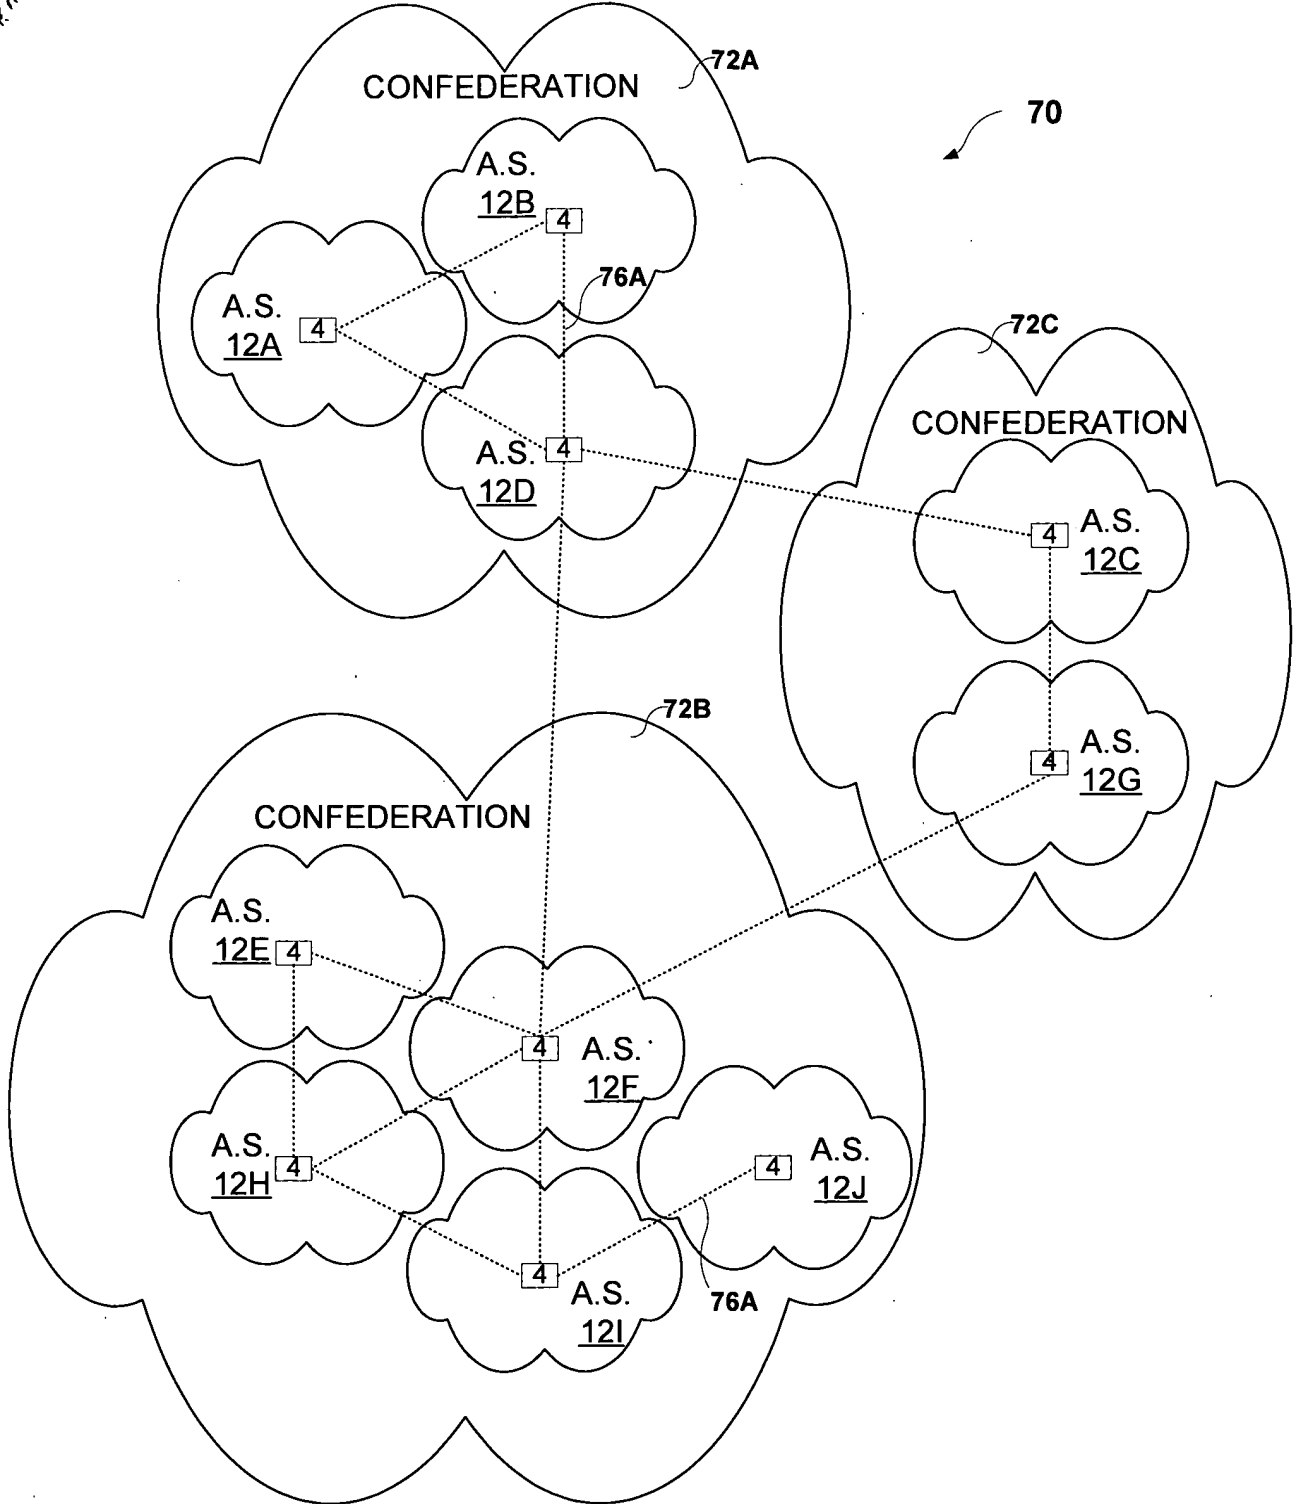 72A
CONFEDERATION
70
A.S.
12B
4
76A
A.S.
12A
4
72C
CONFEDERATION
4
A.S.
12D
4
A.S.
12C
72B
4
A.S.
12G
CONFEDERATION
A.S.
12E
4
4
A.S.
12F
A.S.
12H
4
4
A.S.
12J
4
A.S.
12I
76A